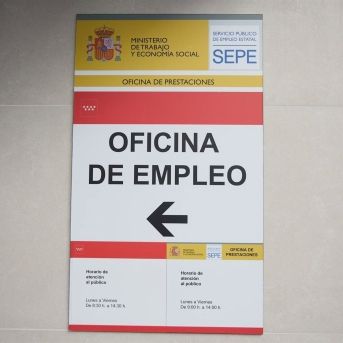 MINISTERIO
DE TRABAJO
Y ECONOMÍA SOCIAL
SERVICIO PÚBLICO
DE EMPLEO ESTATAL
SEPE
OFICINA DE PRESTACIONES
OFICINA
DE EMPLEO
Horario de
atención
al público
Lunes a Viernes
De 8:30 h. a 14:30 h.
SEPE
OFICINA DE
PRESTACIONES
Horario de
atención
al público
Lunes a Viernes
De 9:00 h. a 14:00 h.